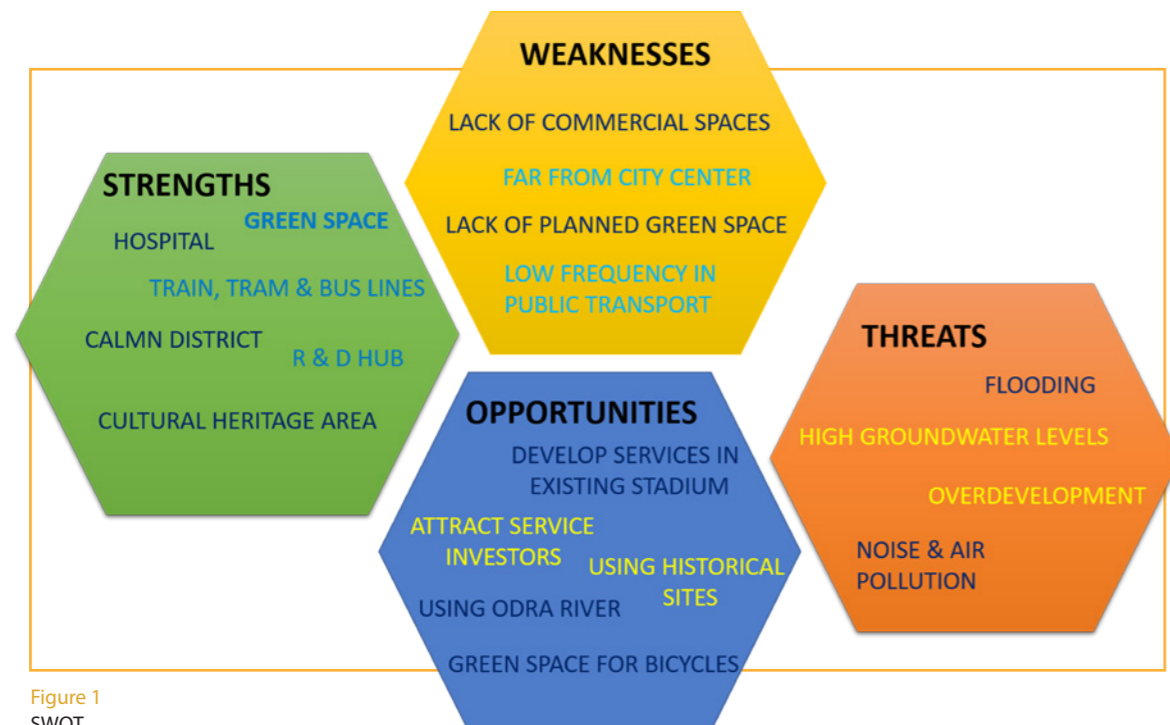 WEAKNESSES
LACK OF COMMERCIAL SPACES
FAR FROM CITY CENTER
LACK OF PLANNED GREEN SPACE
LOW FREQUENCY IN
PUBLIC TRANSPORT
STRENGTHS
GREEN SPACE
HOSPITAL
TRAIN, TRAM & BUS LINES
CALMN DISTRICT
R & D HUB
CULTURAL HERITAGE AREA
OPPORTUNITIES
DEVELOP SERVICES IN
EXISTING STADIUM
ATTRACT SERVICE
INVESTORS
USING HISTORICAL
SITES
USING ODRA RIVER
GREEN SPACE FOR BICYCLES
THREATS
FLOODING
HIGH GROUNDWATER LEVELS
OVERDEVELOPMENT
NOISE & AIR
POLLUTION
Figure 1
SWOT